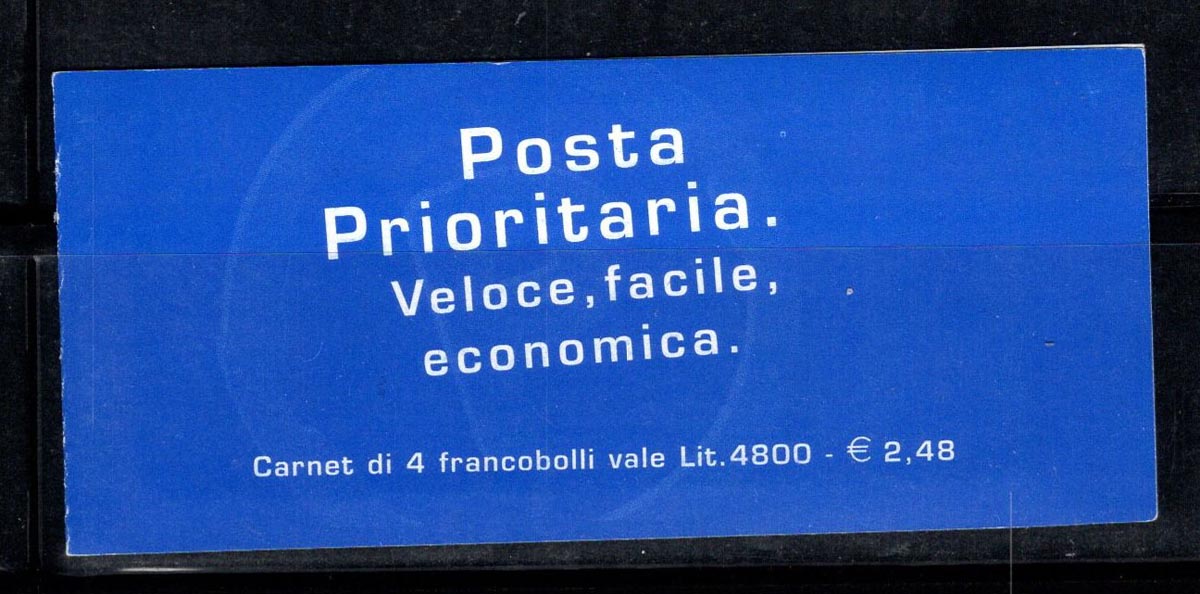 Posta
Prioritaria.
Veloce, facile,
economica.
Carnet di 4 francobolli vale Lit.4800 - € 2,48